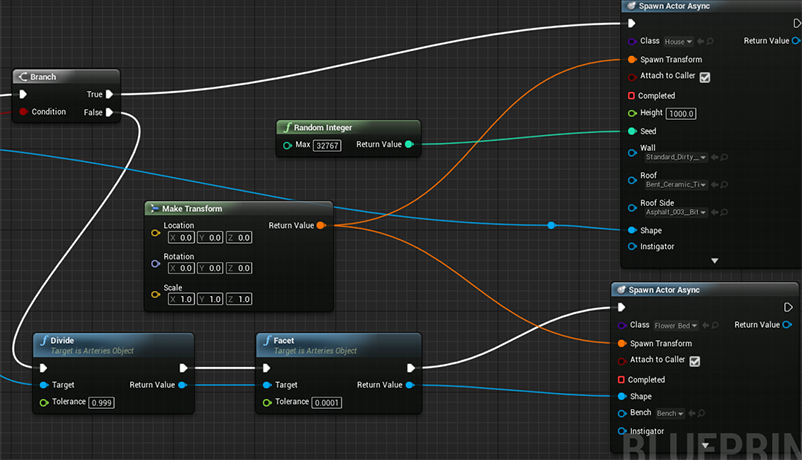 Spawn Actor Async
Class House
Return Value
Spawn Transform
Attach to Caller
Completed
Height 1000.0
Seed
Wall
Standard_Dirty_
Roof
Bent_Ceramic_Ti
Roof Side
Asphalt_003_Bit
Shape
Instigator
Branch
True
Condition
False
Random Integer
Max 32767
Return Value
Make Transform
Location
Return Value
X 0.0 Y 0.0 Z 0.0
Rotation
X 0.0 Y 0.0 Z 0.0
Scale
X 1.0 Y 1.0 Z 1.0
Spawn Actor Async
Class Flower Bed
Return Value
Spawn Transform
Attach to Caller
Completed
Shape
Bench Bench
Instigator
Divide
Target is Arteries Object
Target
Return Value
Tolerance 0.999
Facet
Target is Arteries Object
Target
Return Value
Tolerance 0.0001
BLUEPRIN